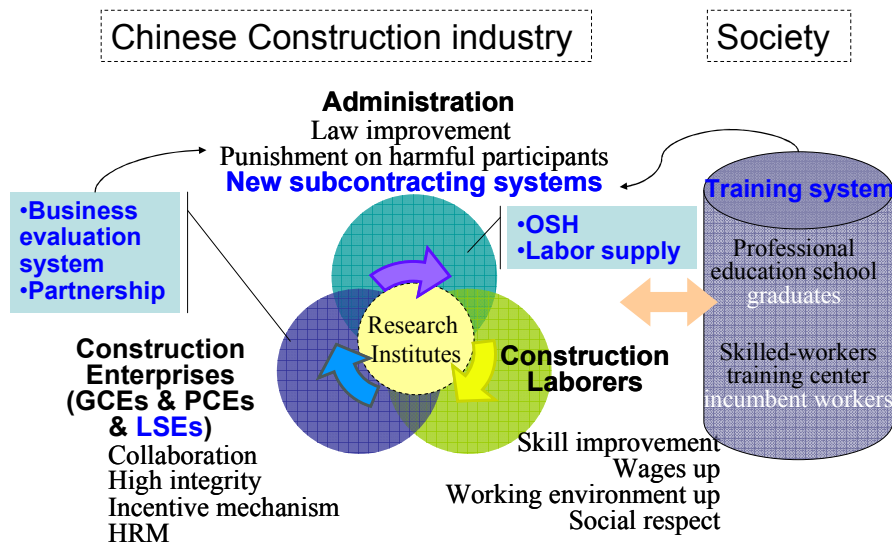 Chinese Construction industry
Society
Administration
Law improvement
Punishment on harmful participants
New subcontracting systems
•Business
evaluation
system
•Partnership
•OSH
•Labor supply
Training system
Professional
education school
graduates
Skilled-workers
training center
incumbent workers
Research
Institutes
Construction
Enterprises
(GCEs & PCEs
& LSEs)
Collaboration
High integrity
Incentive mechanism
HRM
Construction
Laborers
Skill improvement
Wages up
Working environment up
Social respect